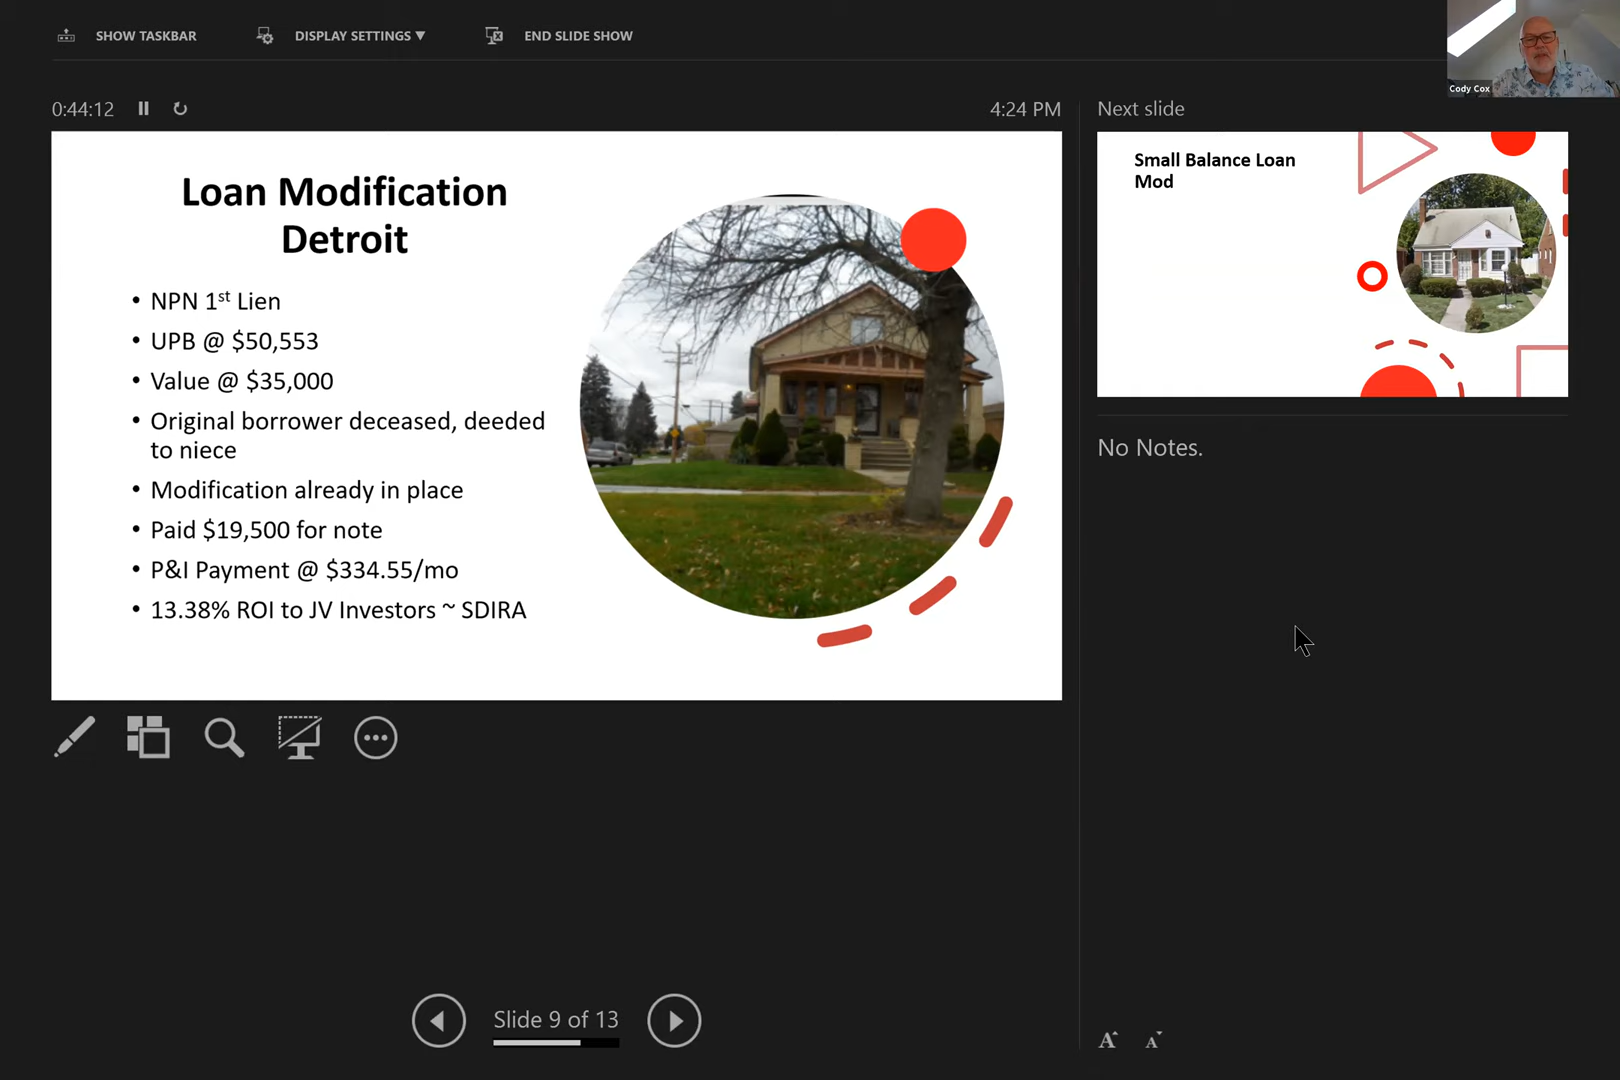 SHOW TASKBAR
DISPLAY SETTINGS ▼
END SLIDE SHOW
Cody Cox
0:44:12
4:24 PM
Next slide
Loan Modification
Detroit
• NPN 1st Lien
• UPB @ $50,553
• Value @ $35,000
• Original borrower deceased, deeded
to niece
• Modification already in place
• Paid $19,500 for note
• P&I Payment @ $334.55/mo
• 13.38% ROI to JV Investors ~ SDIRA
Small Balance Loan
Mod
No Notes.
Slide 9 of 13
A A